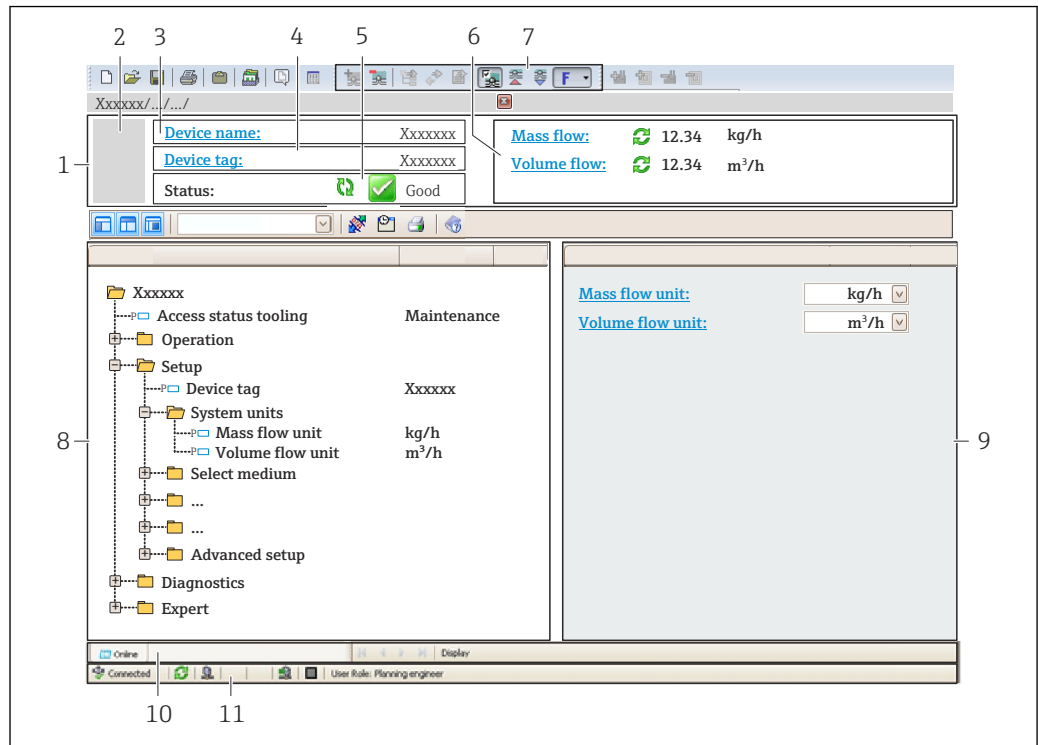 2 3 4 5 6 7
F
Xxxxxx/.../.../
1
Device name: Xxxxxxx
Device tag: Xxxxxxx
Status: Good
Mass flow: 12.34 kg/h
Volume flow: 12.34 m³/h
Xxxxxx
P Access status tooling Maintenance
Operation
Setup
P Device tag Xxxxxx
System units
P Mass flow unit kg/h
P Volume flow unit m³/h
Select medium
...
...
Advanced setup
Diagnostics
Expert
8
Mass flow unit: kg/h
Volume flow unit: m³/h
9
Online Display
Connected User Role: Planning engineer
10 11